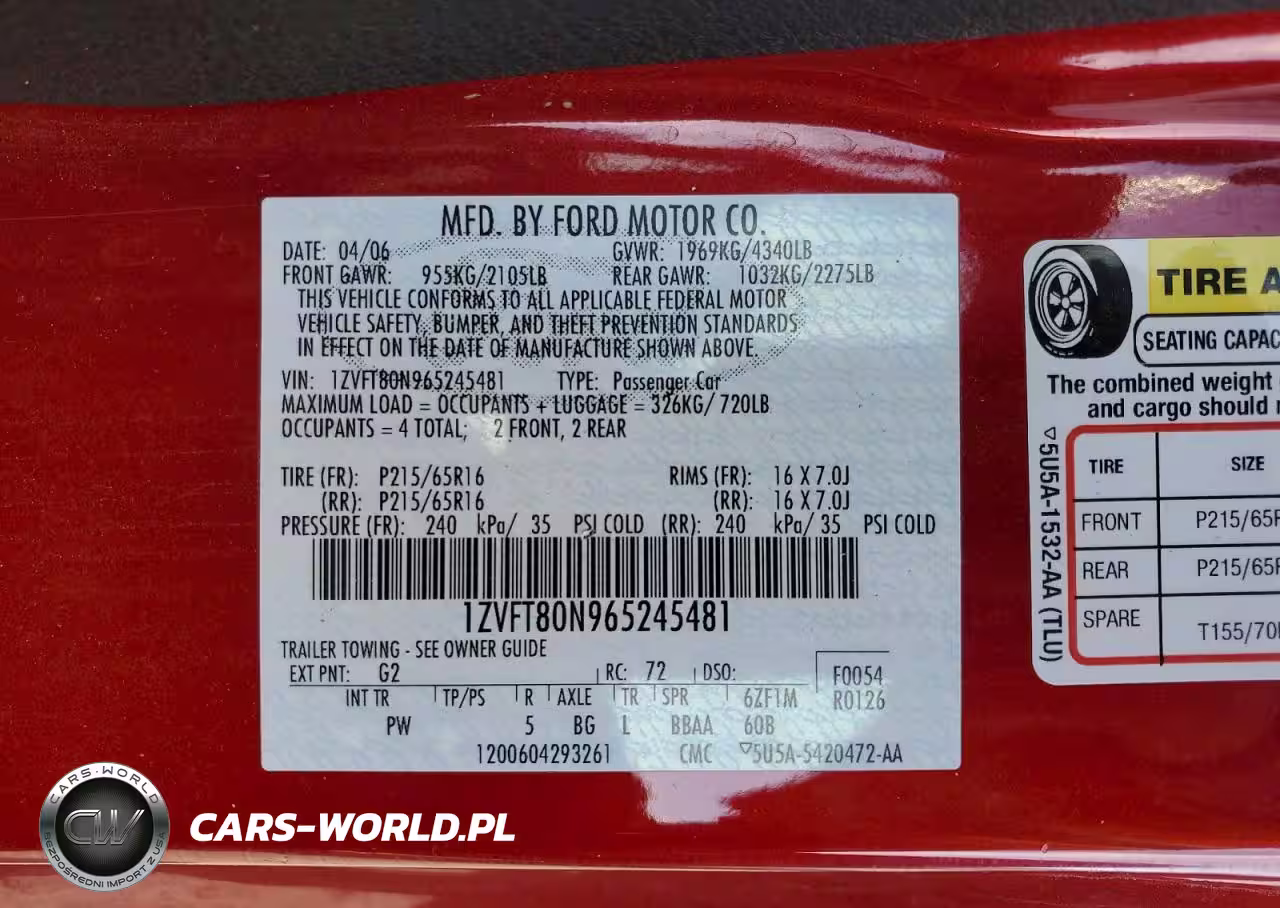 MFD. BY FORD MOTOR CO.
DATE: 04/06 GVWR: 1969KG/4340LB
FRONT GAWR: 955KG/2105LB REAR GAWR: 1032KG/2275LB
THIS VEHICLE CONFORMS TO ALL APPLICABLE FEDERAL MOTOR
VEHICLE SAFETY, BUMPER, AND THEFT PREVENTION STANDARDS
IN EFFECT ON THE DATE OF MANUFACTURE SHOWN ABOVE.
VIN: 1ZVFT80N965245481 TYPE: Passenger Car
MAXIMUM LOAD = OCCUPANTS + LUGGAGE = 326KG/720LB
OCCUPANTS = 4 TOTAL; 2 FRONT, 2 REAR
TIRE (FR): P215/65R16 RIMS (FR): 16 X 7.0J
(RR): P215/65R16 (RR): 16 X 7.0J
PRESSURE (FR): 240 kPa/ 35 PSI COLD (RR): 240 kPa/ 35 PSI COLD
1ZVFT80N965245481
TRAILER TOWING - SEE OWNER GUIDE
EXT PNT: G2 RC: 72 DSO: F0054
R0126
INT TR TP/PS R AXLE TR SPR 6ZF1M
PW 5 BG L BBAA 60B
1200604293261 CMC ▽5U5A-5420472-AA
TIRE A
SEATING CAPAC
The combined weight
and cargo should
TIRE SIZE
FRONT P215/65
REAR P215/65
SPARE T155/70
▽5U5A-1532-AA (TLU)
CARS-WORLD
CW
BEZPOŚREDNI IMPORT Z USA
CARS-WORLD.PL